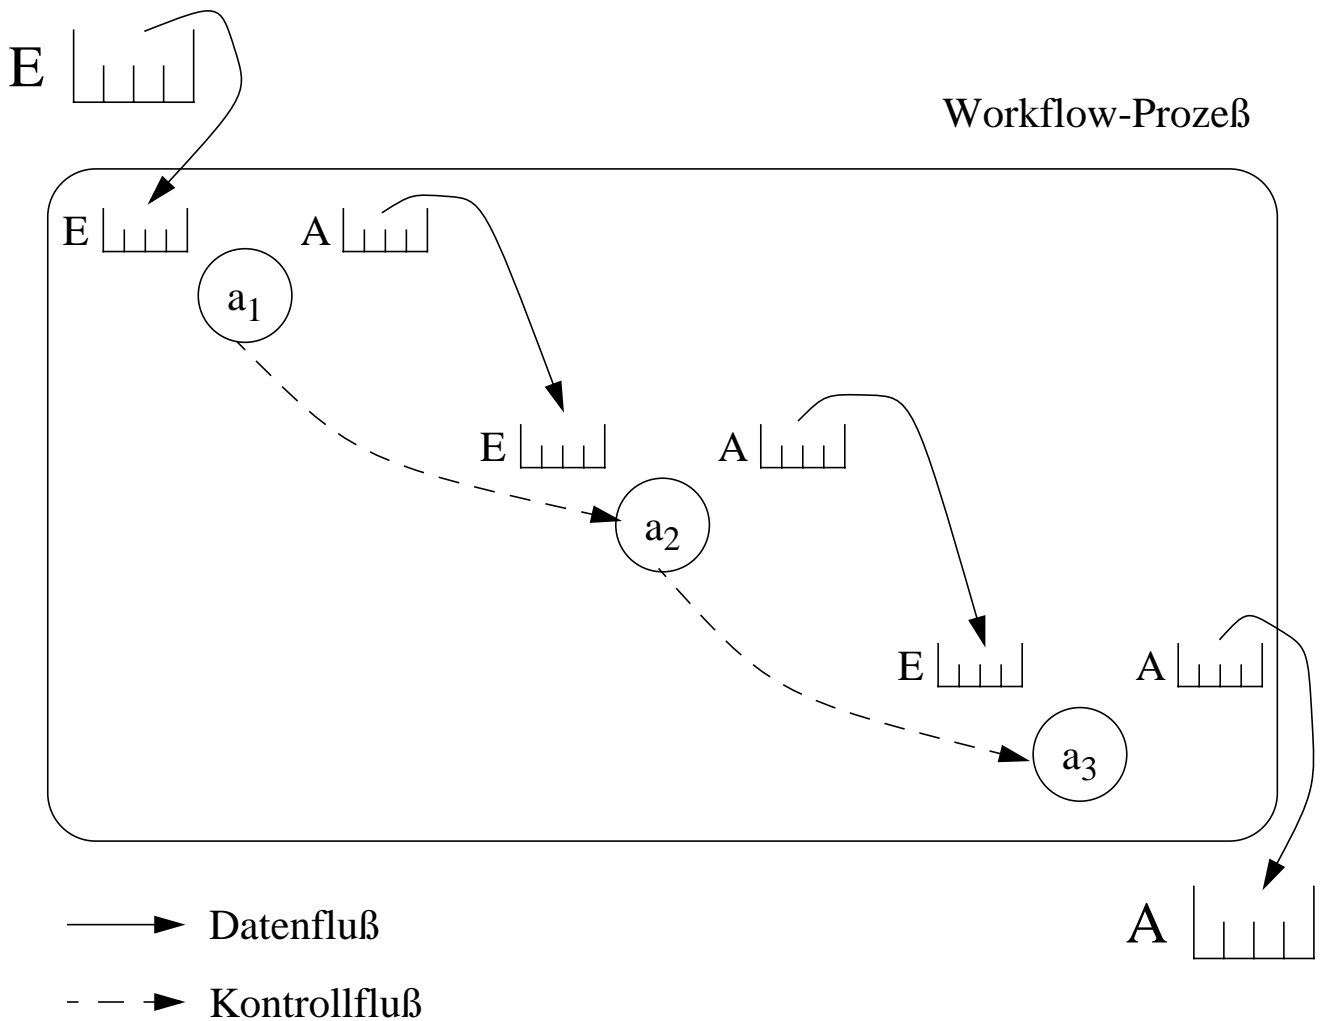 E
Workflow-Prozeß
E A
a1
E A
a2
E A
a3
A
Datenfluß
Kontrollfluß